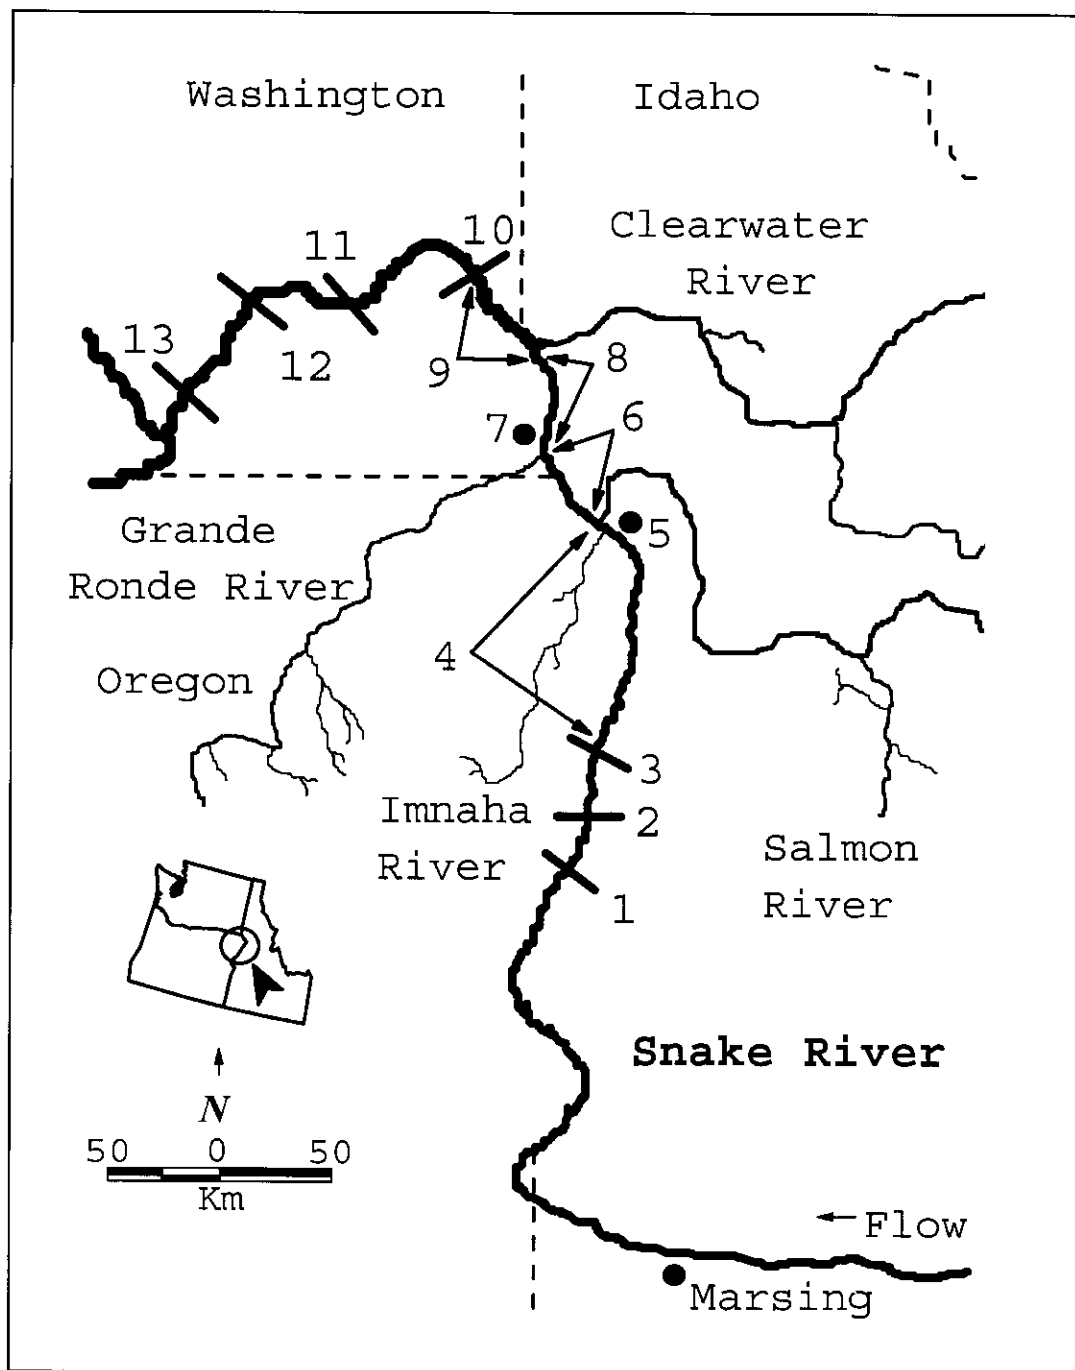 Washington
Idaho
Clearwater
River
10
11
13
12
9
8
7
6
5
Grande
Ronde River
4
Oregon
3
Imnaha
River
2
Salmon
River
1
Snake River
N
50 0 50
Km
Flow
Marsing